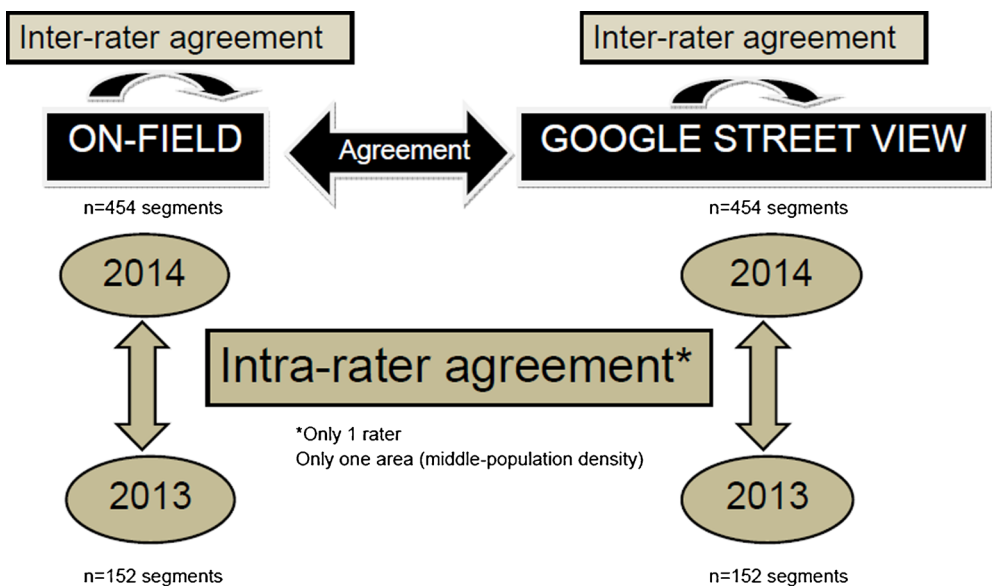 Inter-rater agreement
Inter-rater agreement
ON-FIELD
Agreement
GOOGLE STREET VIEW
n=454 segments
n=454 segments
2014
2014
Intra-rater agreement*
*Only 1 rater
Only one area (middle-population density)
2013
2013
n=152 segments
n=152 segments